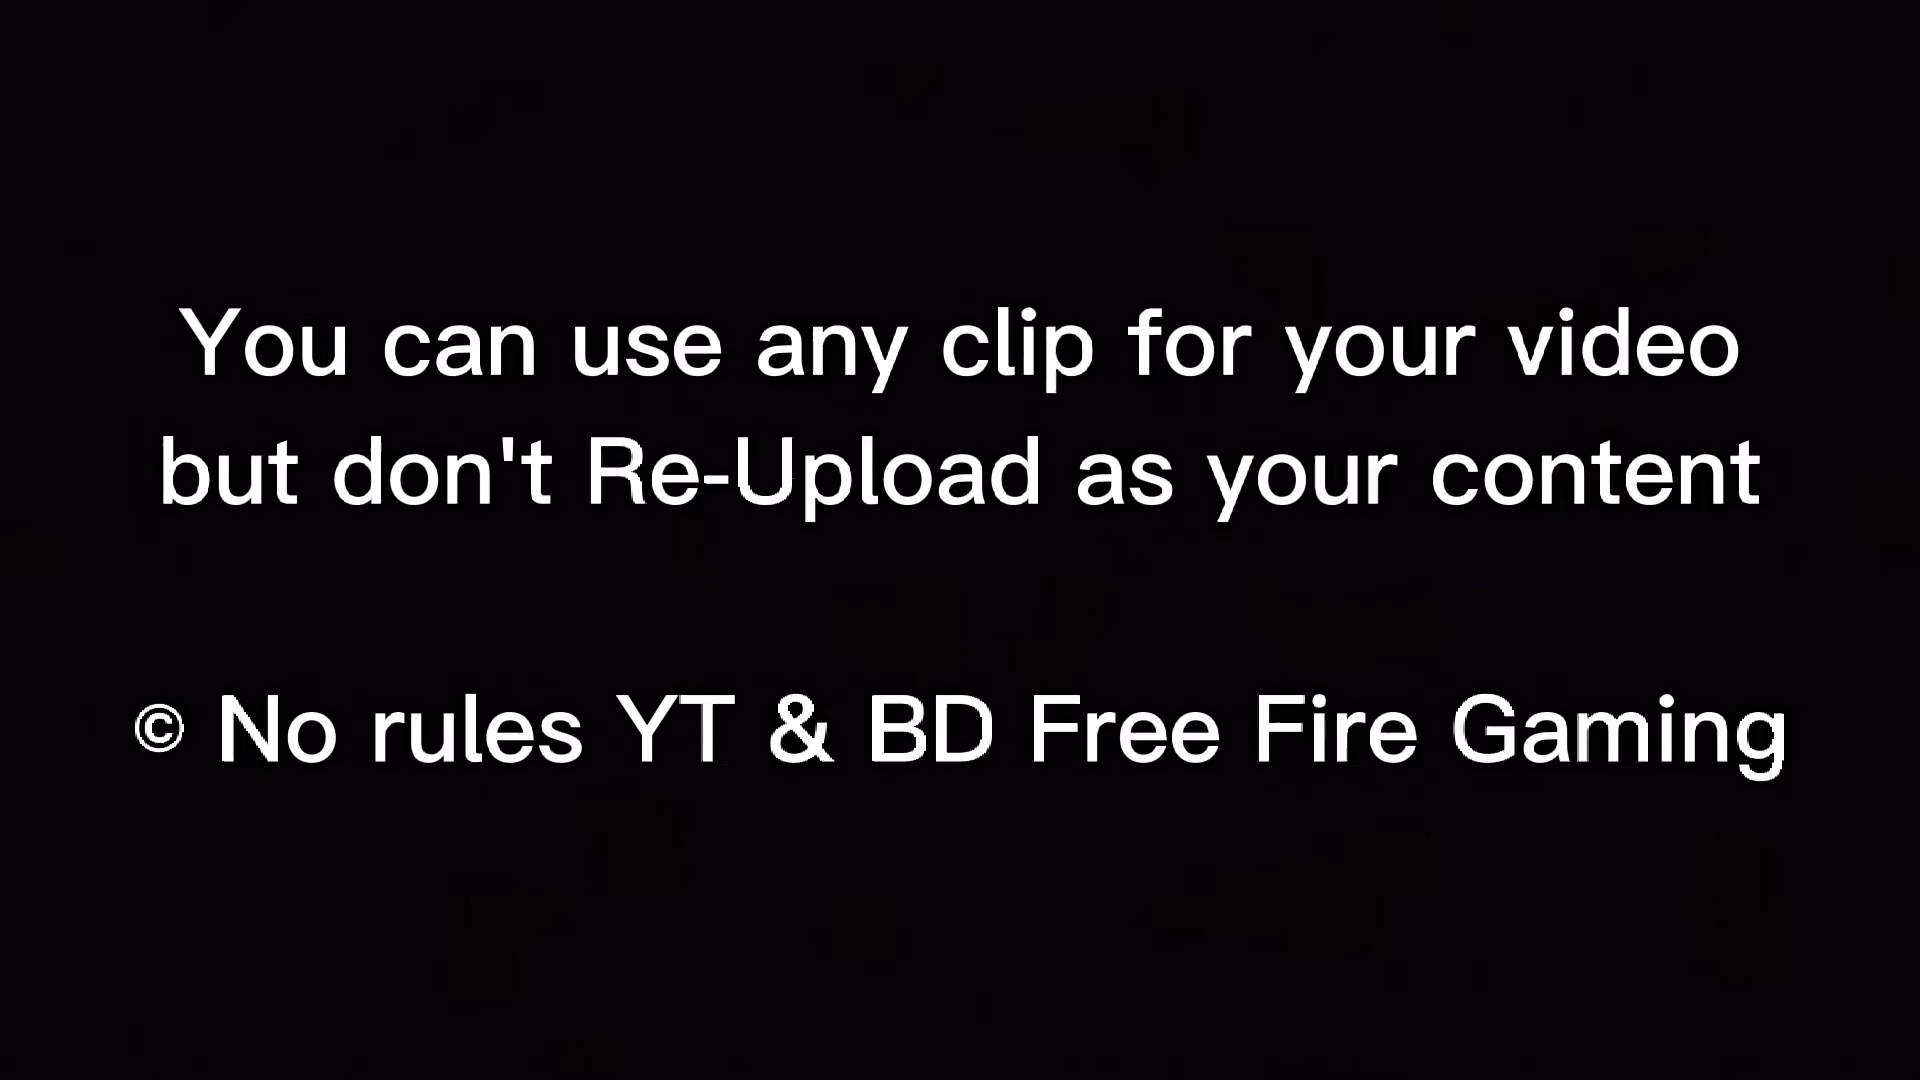 You can use any clip for your video
but don't Re-Upload as your content
© No rules YT & BD Free Fire Gaming